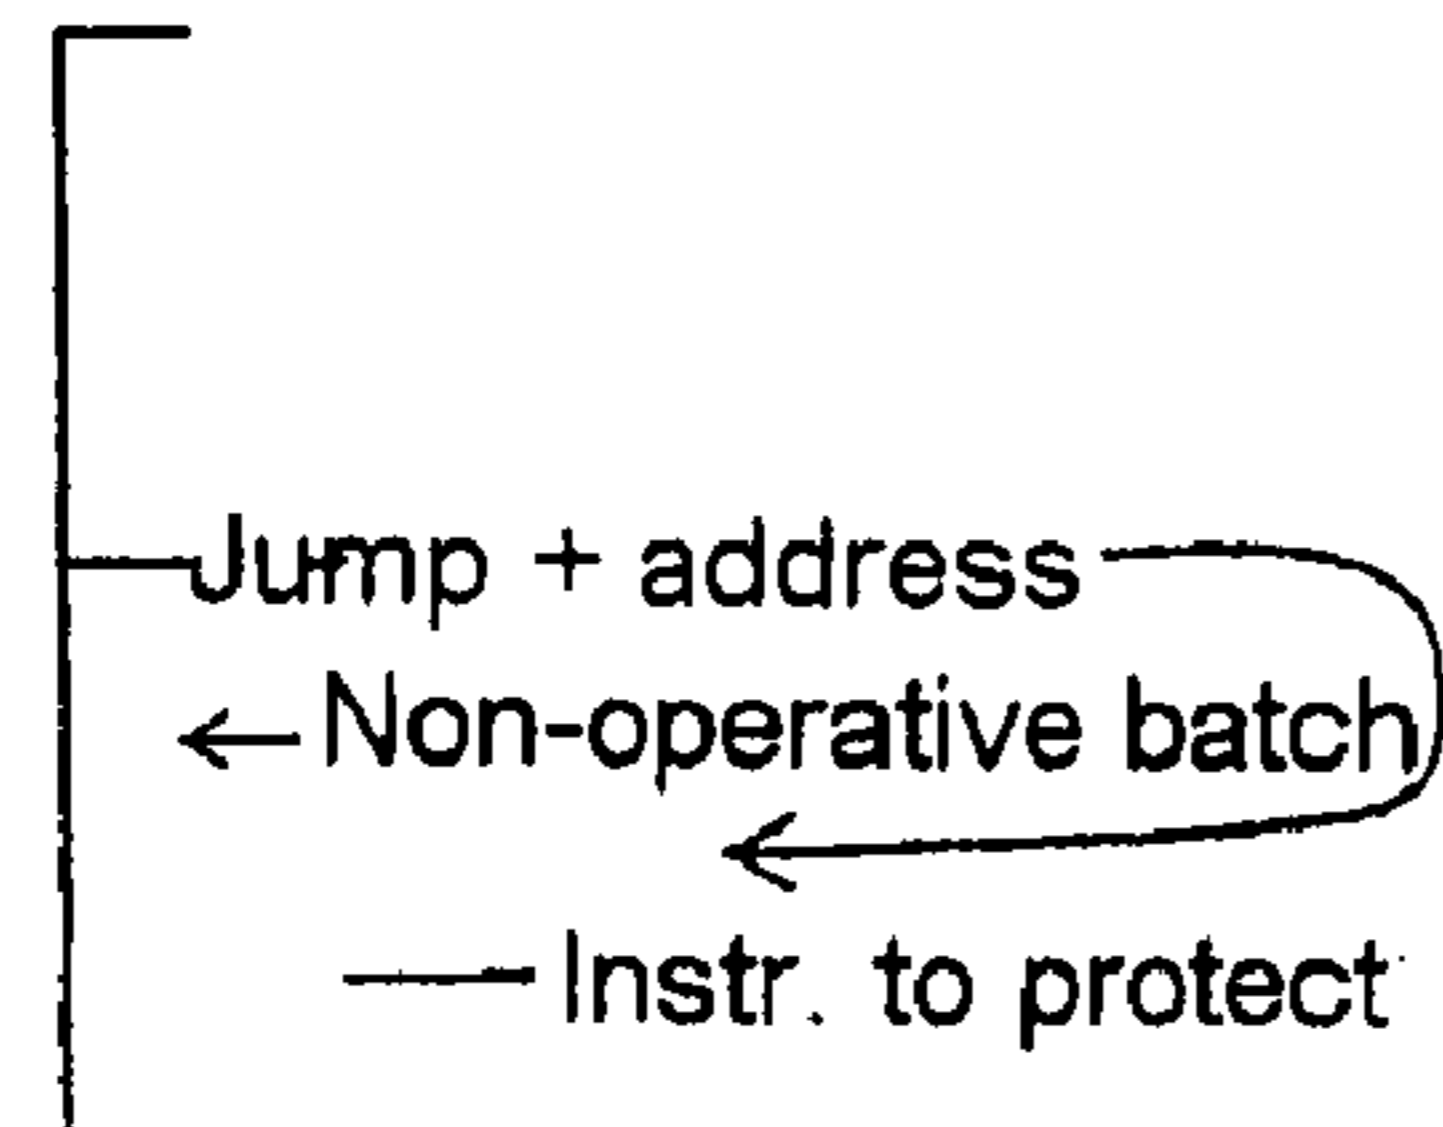 Jump + address
Non-operative batch
Instr. to protect